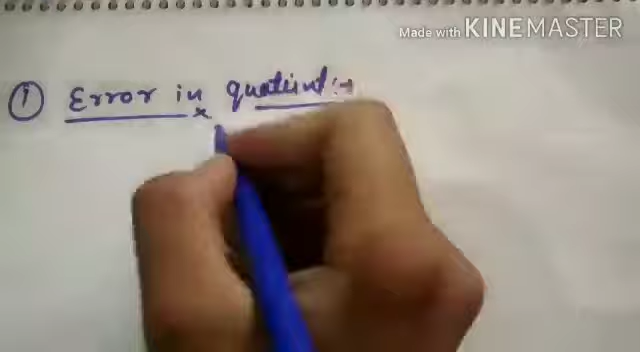 Made with KINEMASTER
① Error in quotient :→
x